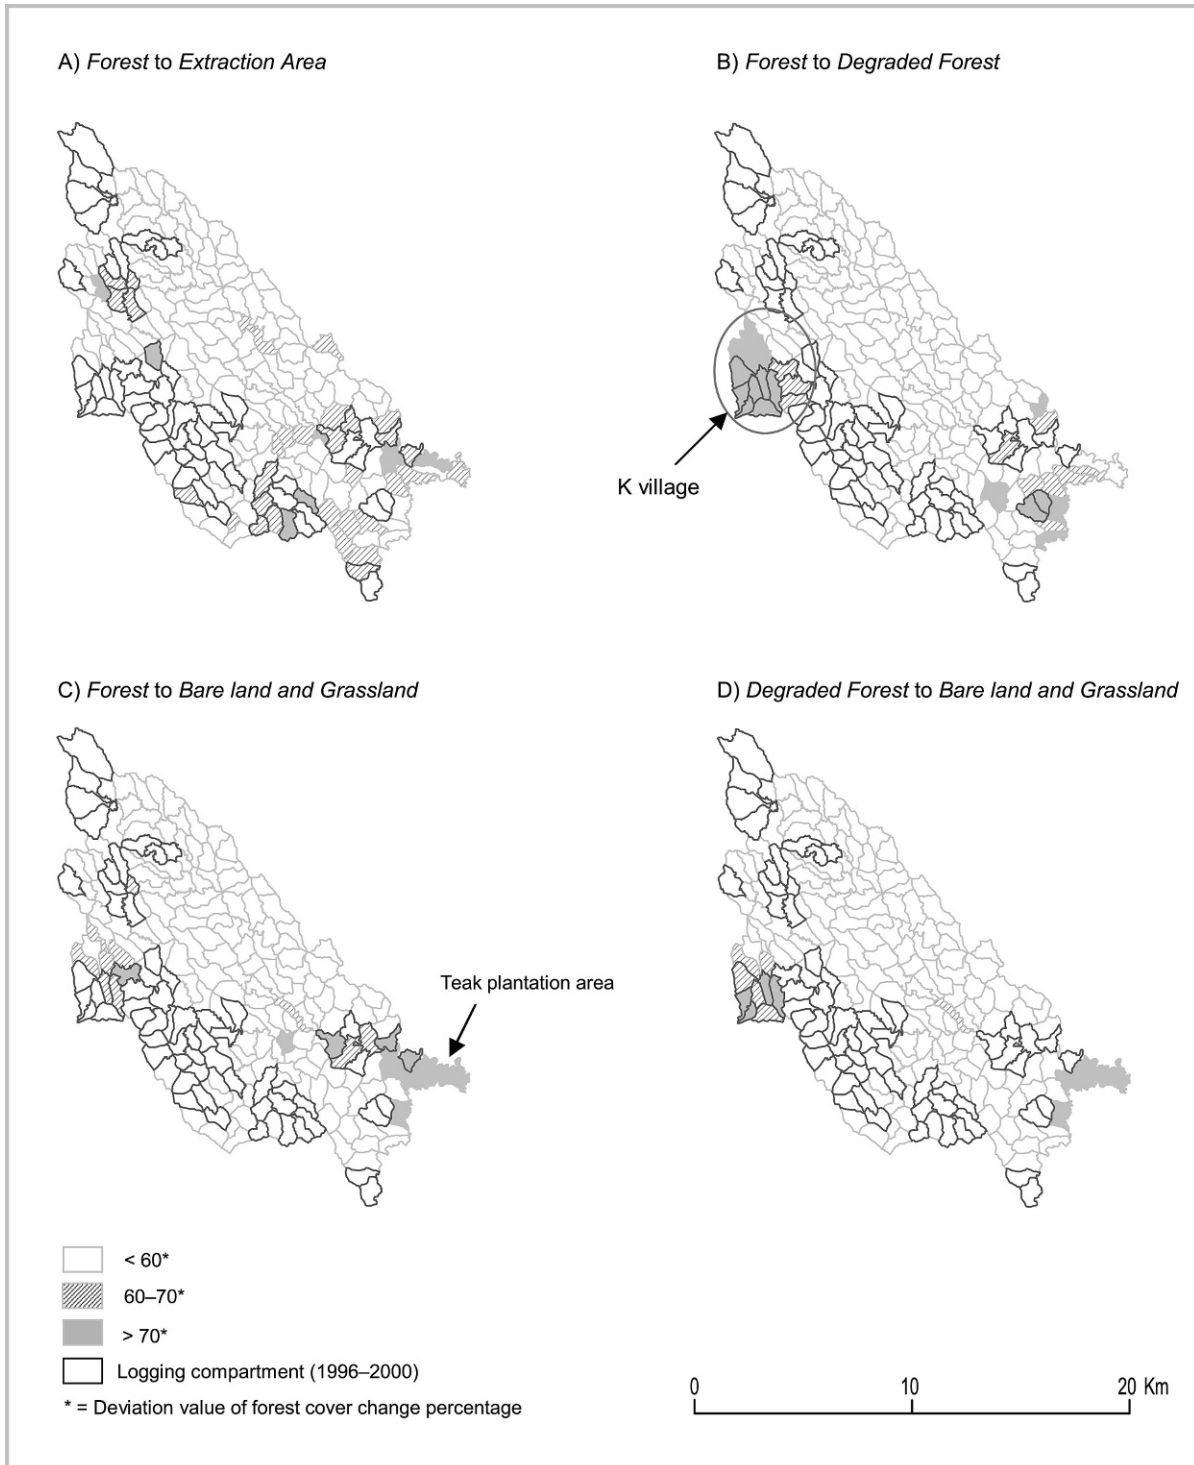 A) Forest to Extraction Area
B) Forest to Degraded Forest
K village
C) Forest to Bare land and Grassland
D) Degraded Forest to Bare land and Grassland
Teak plantation area
< 60*
60–70*
> 70*
Logging compartment (1996–2000)
* = Deviation value of forest cover change percentage
0 10 20 Km